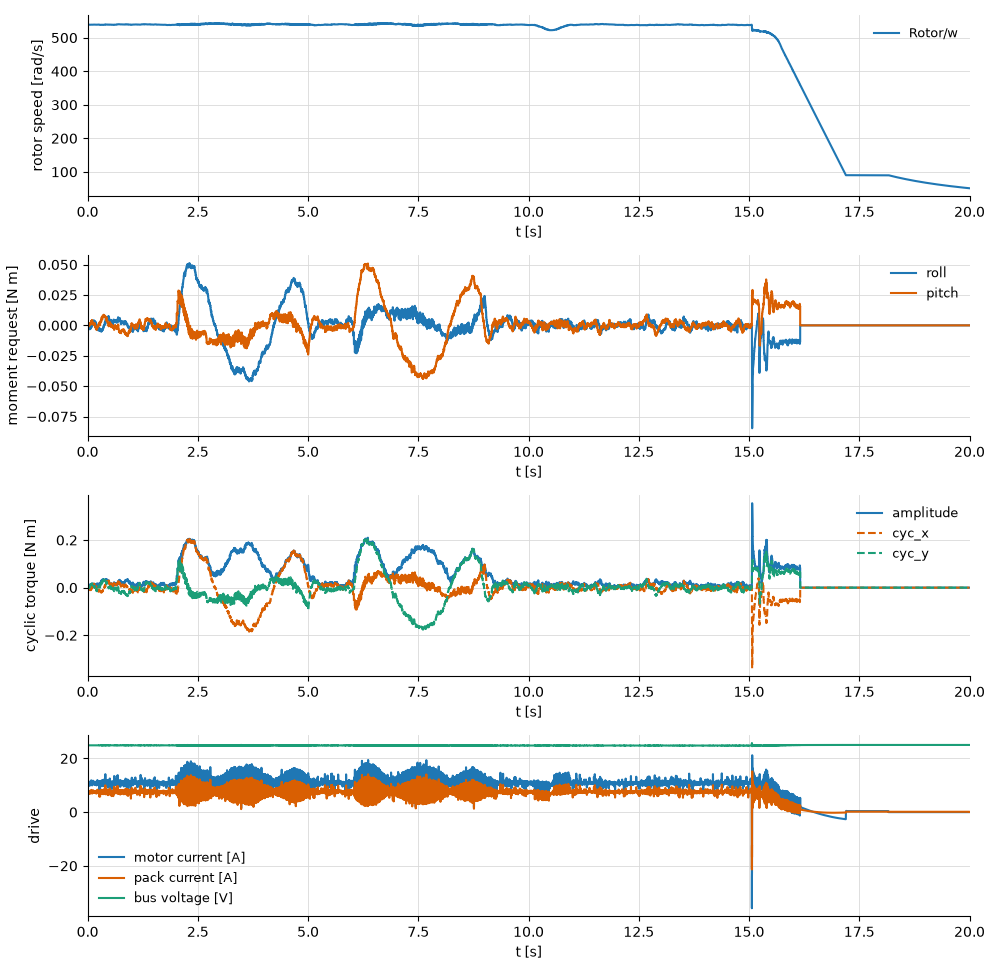 rotor speed [rad/s]
500
400
300
200
100
Rotor/w
0.0 2.5 5.0 7.5 10.0 12.5 15.0 17.5 20.0
t [s]
moment request [N m]
0.050
0.025
0.000
−0.025
−0.050
−0.075
roll
pitch
0.0 2.5 5.0 7.5 10.0 12.5 15.0 17.5 20.0
t [s]
cyclic torque [N m]
0.2
0.0
−0.2
amplitude
cyc_x
cyc_y
0.0 2.5 5.0 7.5 10.0 12.5 15.0 17.5 20.0
t [s]
drive
20
0
−20
motor current [A]
pack current [A]
bus voltage [V]
0.0 2.5 5.0 7.5 10.0 12.5 15.0 17.5 20.0
t [s]